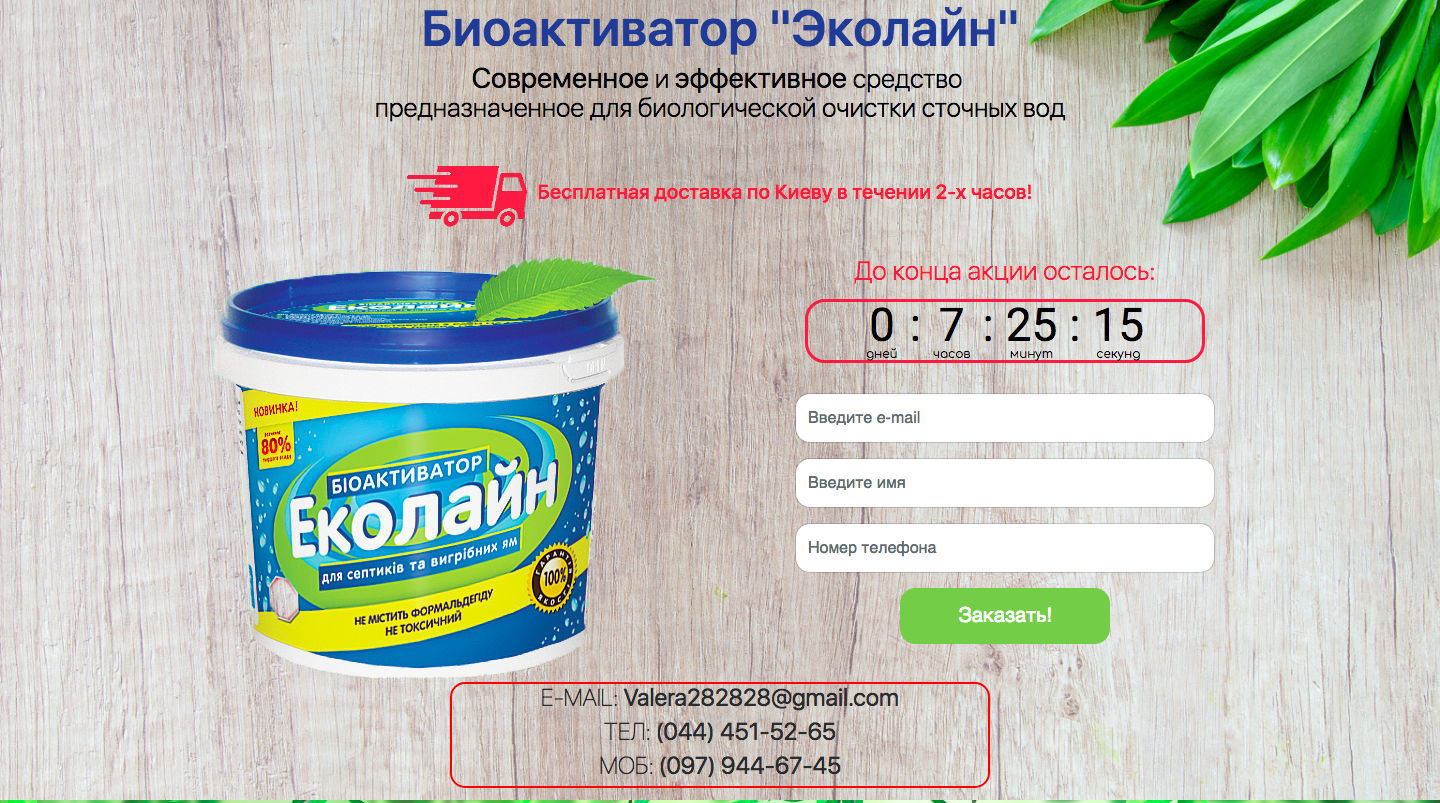 Биоактиватор "Эколайн"
Современное и эффективное средство
предназначенное для биологической очистки сточных вод
Бесплатная доставка по Киеву в течении 2-х часов!
До конца акции осталось:
0 : 7 : 25 : 15
дней часов минут секунд
Введите e-mail
Введите имя
Номер телефона
Заказать!
Еколайн
НОВИНКА!
80%
БІОАКТИВАТОР
Еколайн
для септиків та вигрібних ям
ГАРАНТІЯ
100%
ЯКОСТІ
НЕ МІСТИТЬ ФОРМАЛЬДЕГІДУ
НЕ ТОКСИЧНИЙ
E-MAIL: Valera282828@gmail.com
ТЕЛ: (044) 451-52-65
МОБ: (097) 944-67-45